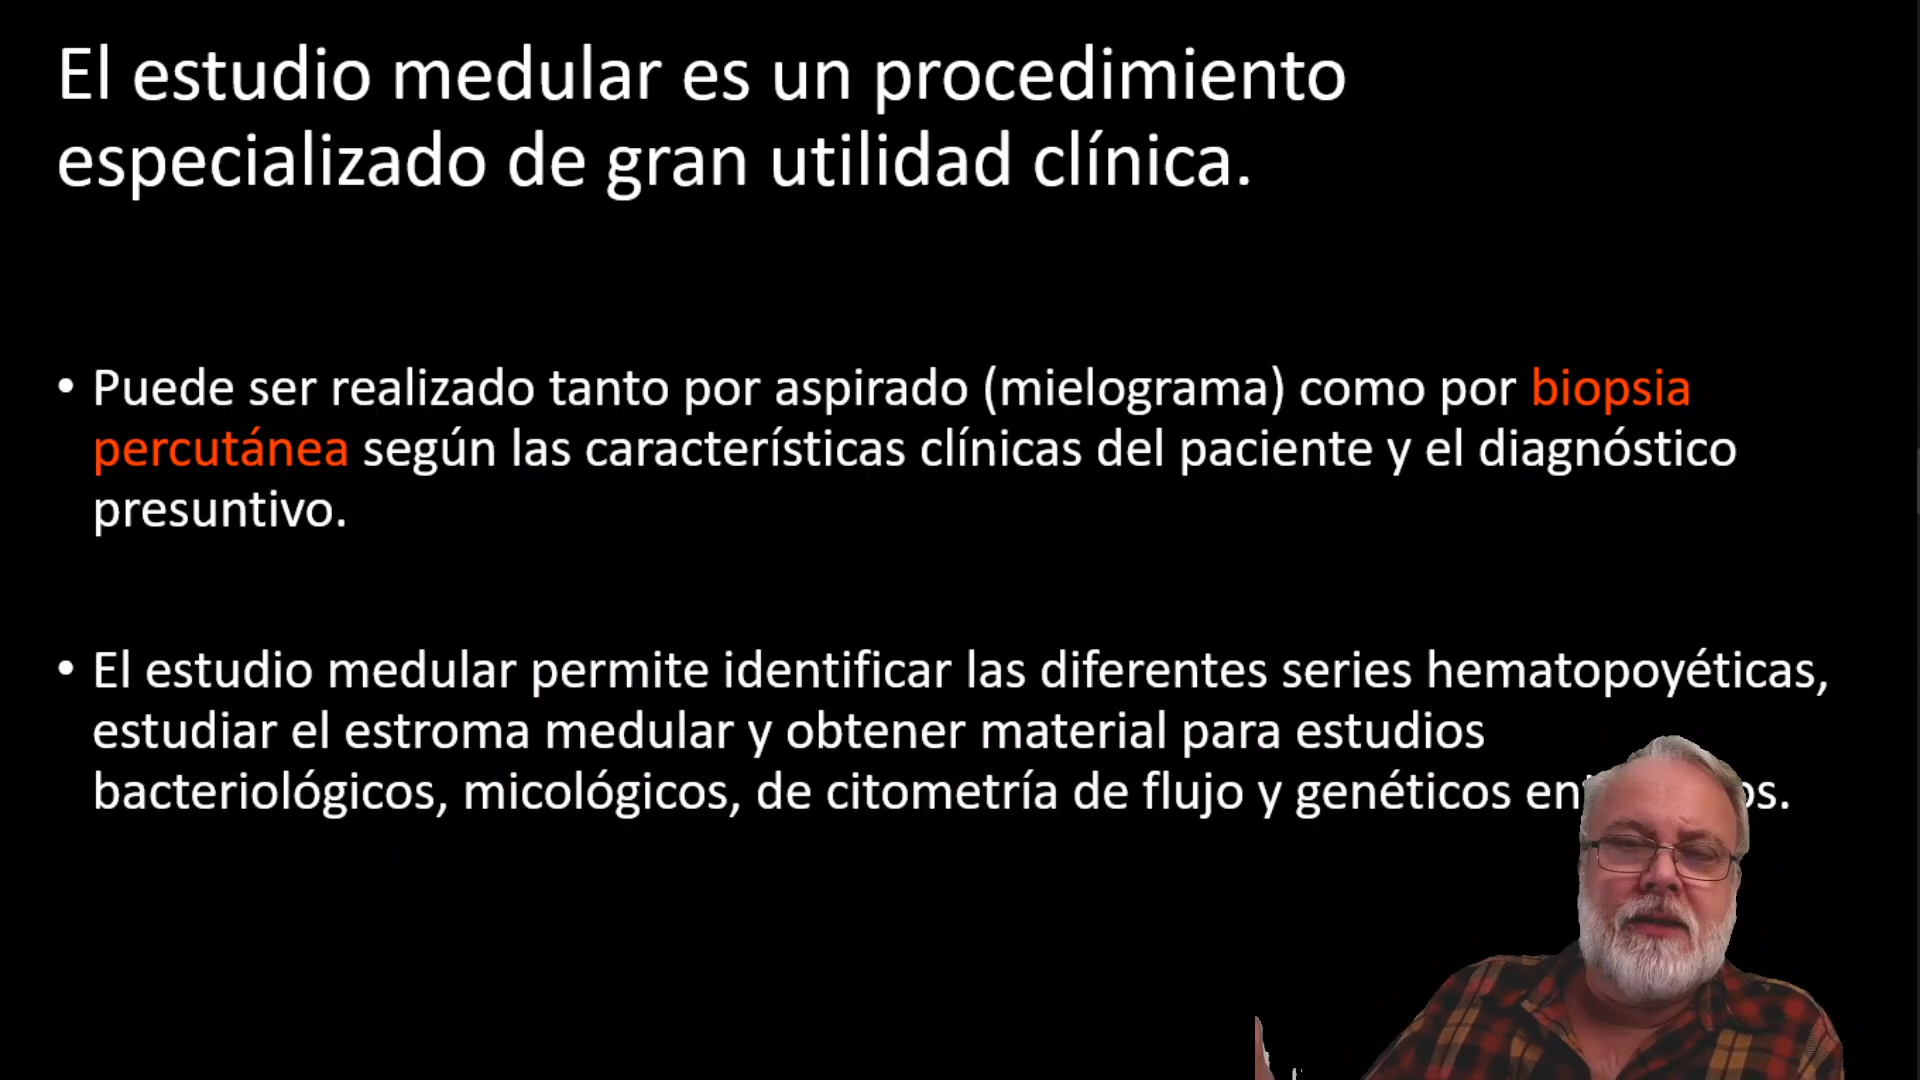 El estudio medular es un procedimiento
especializado de gran utilidad clínica.
• Puede ser realizado tanto por aspirado (mielograma) como por biopsia
percutánea según las características clínicas del paciente y el diagnóstico
presuntivo.
• El estudio medular permite identificar las diferentes series hematopoyéticas,
estudiar el estroma medular y obtener material para estudios
bacteriológicos, micológicos, de citometría de flujo y genéticos